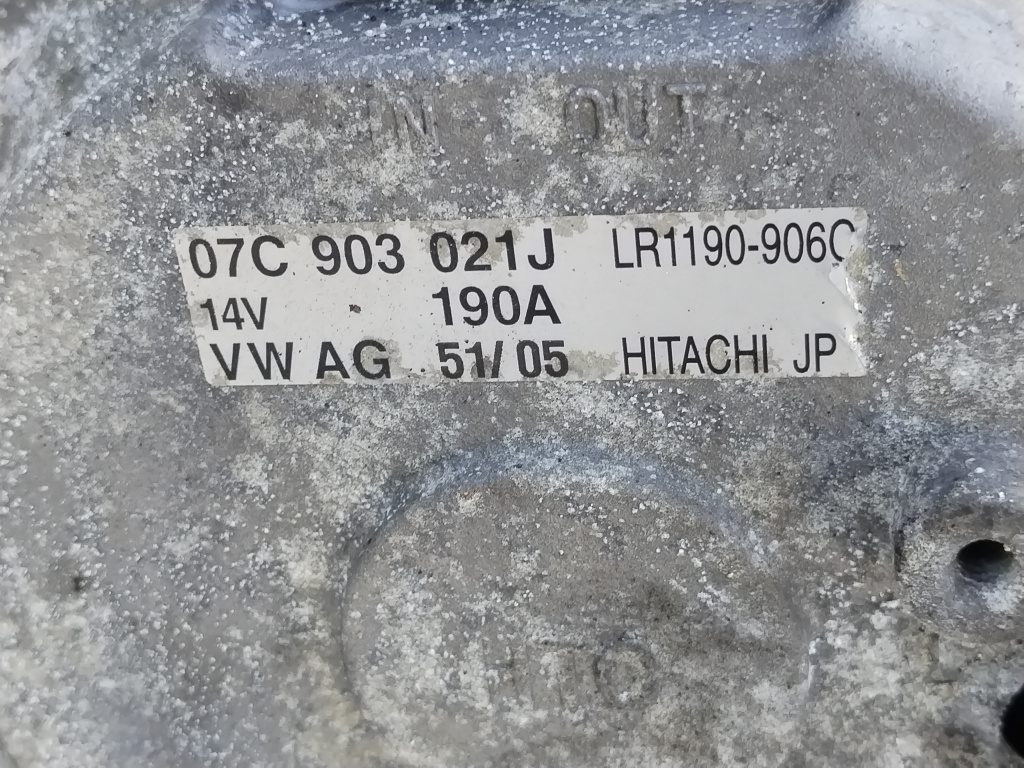 IN OUT
07C 903 021J LR1190-906C
14V 190A
VW AG 51/05 HITACHI JP